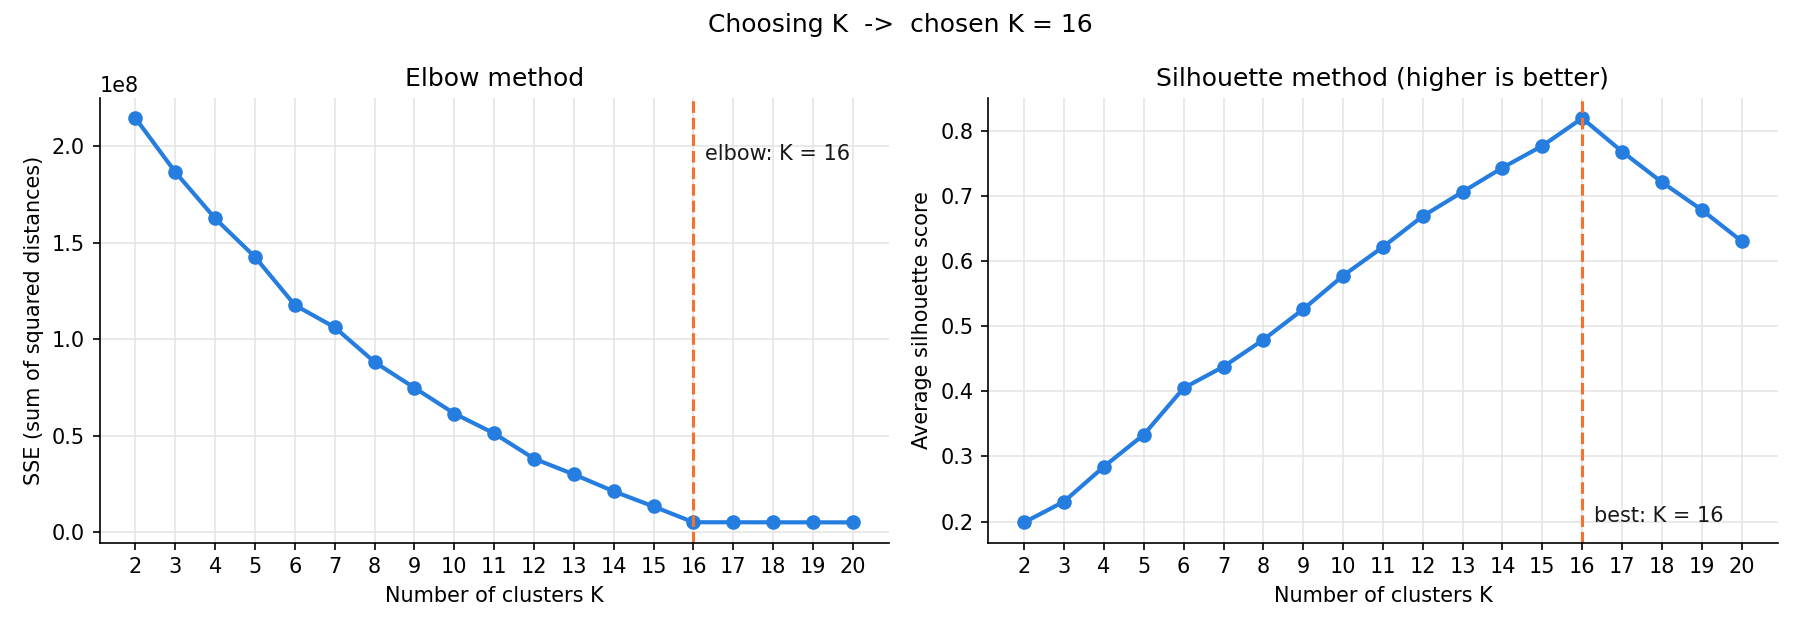 Choosing K  ->  chosen K = 16
Elbow method
1e8
SSE (sum of squared distances)
2.0
1.5
1.0
0.5
0.0
elbow: K = 16
2 3 4 5 6 7 8 9 10 11 12 13 14 15 16 17 18 19 20
Number of clusters K
Silhouette method (higher is better)
Average silhouette score
0.8
0.7
0.6
0.5
0.4
0.3
0.2
best: K = 16
2 3 4 5 6 7 8 9 10 11 12 13 14 15 16 17 18 19 20
Number of clusters K